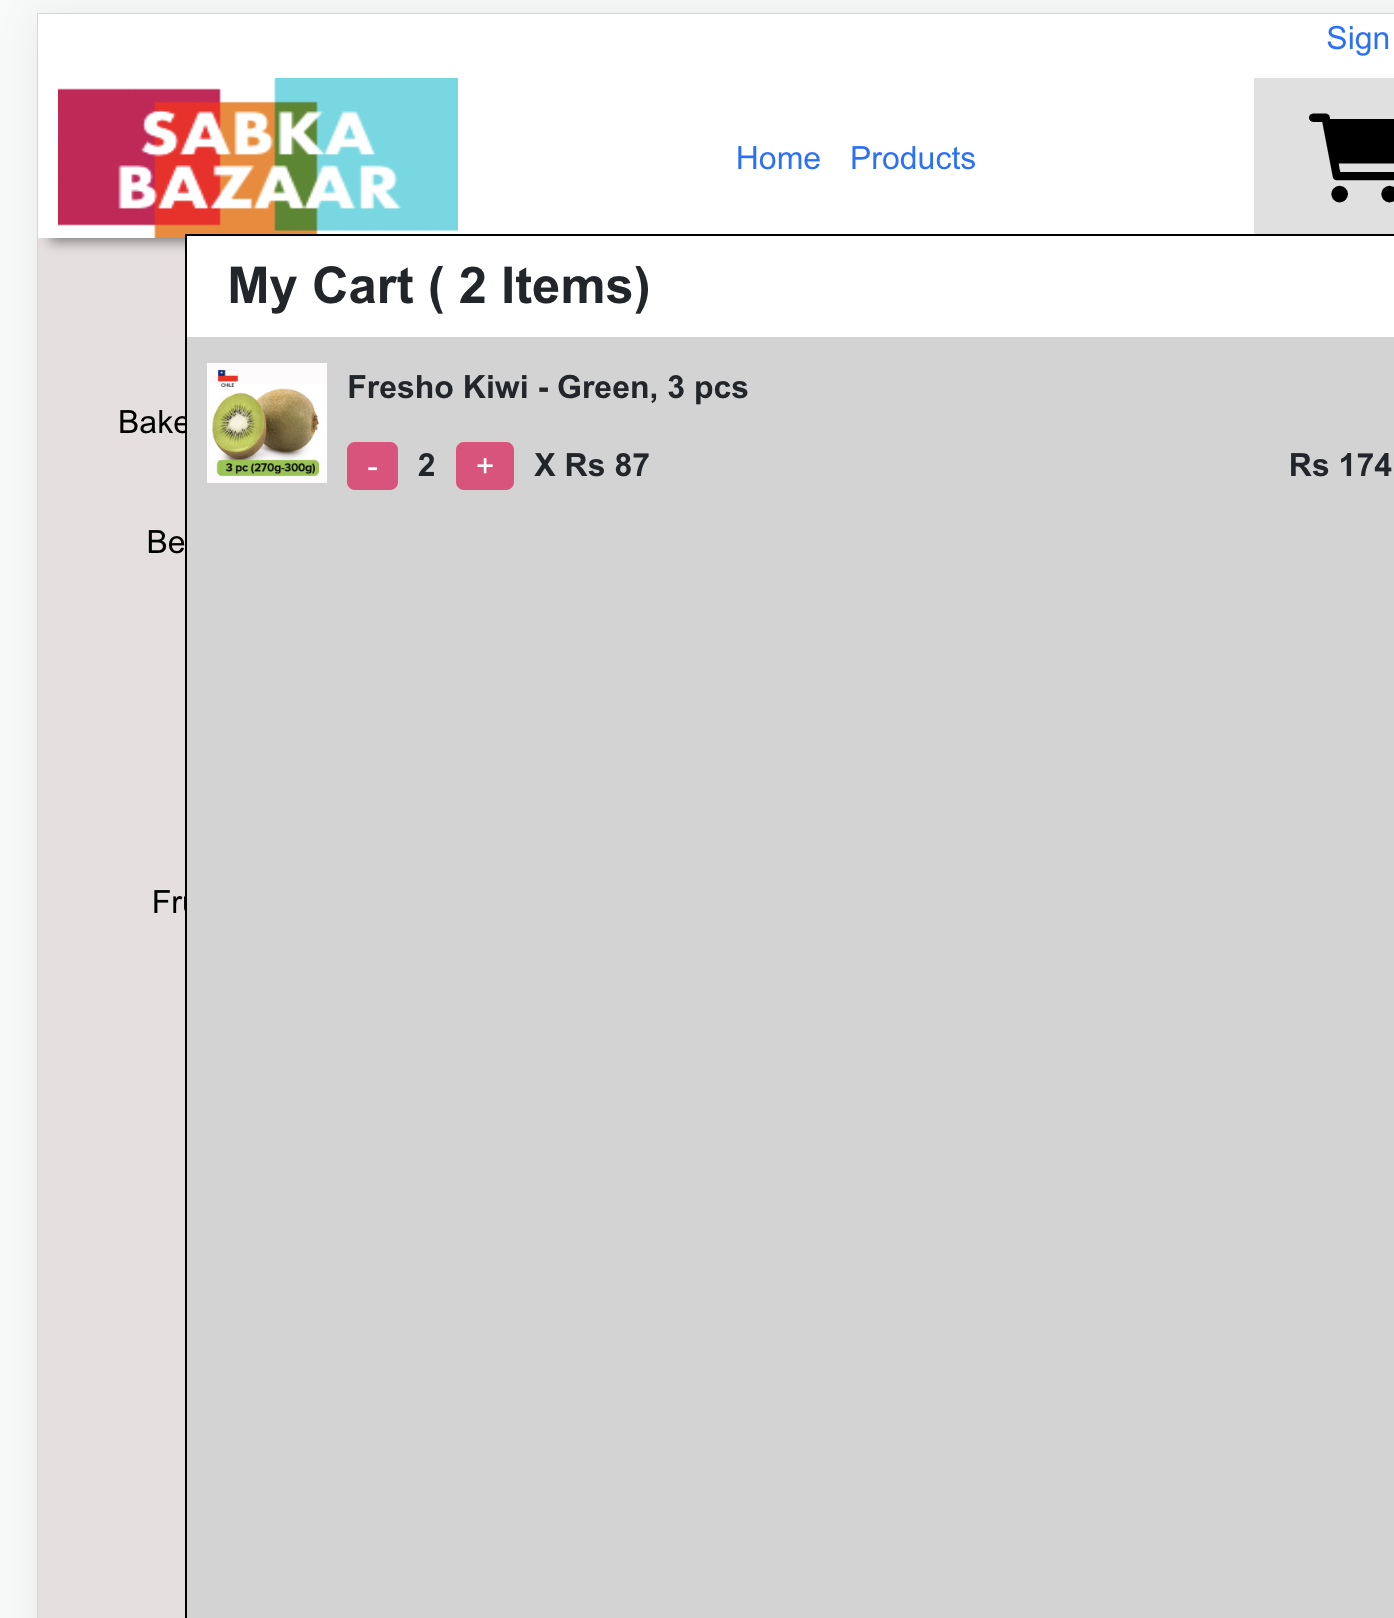 Sign
SABKA
BAZAAR
Home Products
My Cart ( 2 Items)
CHILE
3 pc (270g-300g)
Fresho Kiwi - Green, 3 pcs
- 2 + X Rs 87 Rs 174
Bake
Be
Fr